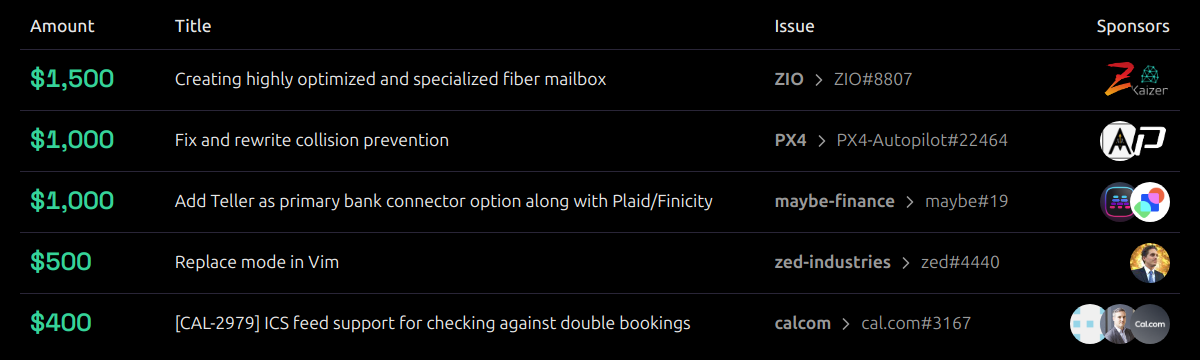 Amount Title Issue Sponsors
$1,500 Creating highly optimized and specialized fiber mailbox ZIO > ZIO#8807 Kaizer
$1,000 Fix and rewrite collision prevention PX4 > PX4-Autopilot#22464
$1,000 Add Teller as primary bank connector option along with Plaid/Finicity maybe-finance > maybe#19
$500 Replace mode in Vim zed-industries > zed#4440
$400 [CAL-2979] ICS feed support for checking against double bookings calcom > cal.com#3167 Cal.com